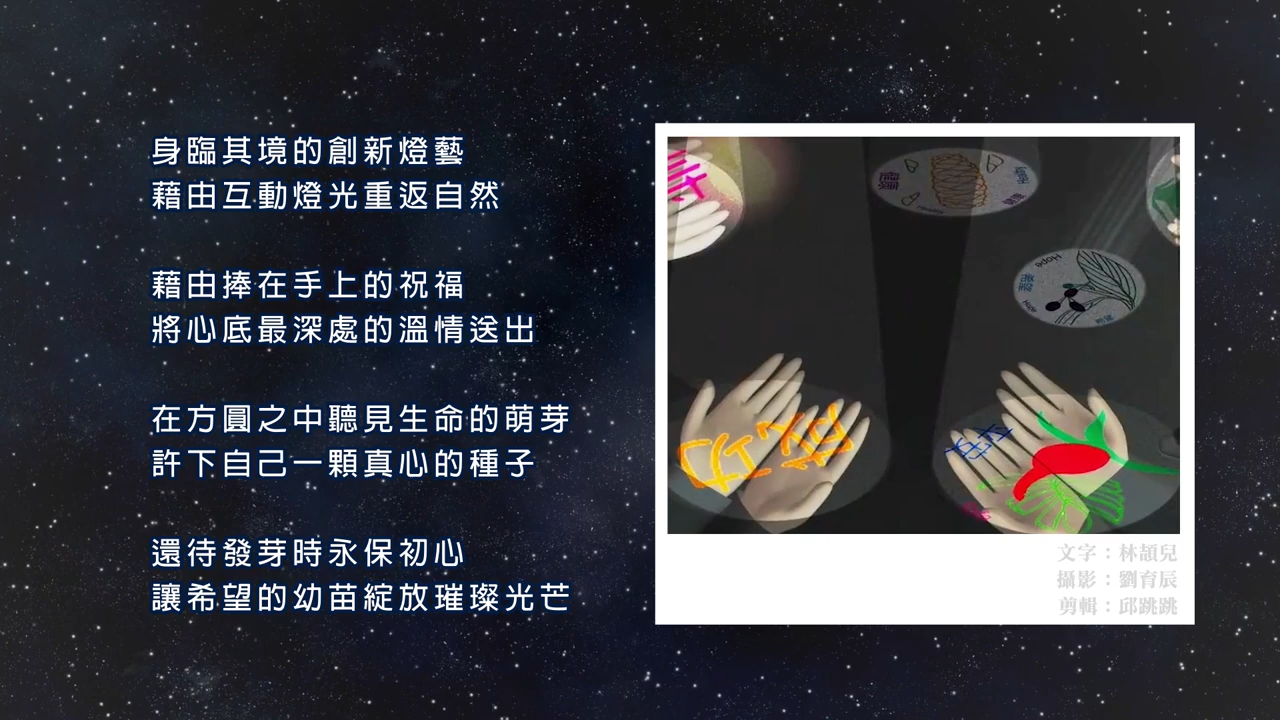 身臨其境的創新燈藝
藉由互動燈光重返自然
藉由捧在手上的祝福
將心底最深處的溫情送出
在方圓之中聽見生命的萌芽
許下自己一顆真心的種子
還待發芽時永保初心
讓希望的幼苗綻放璀璨光芒
Hope
希望
Hope
文字：林頡兒
攝影：劉育辰
剪輯：邱跳跳